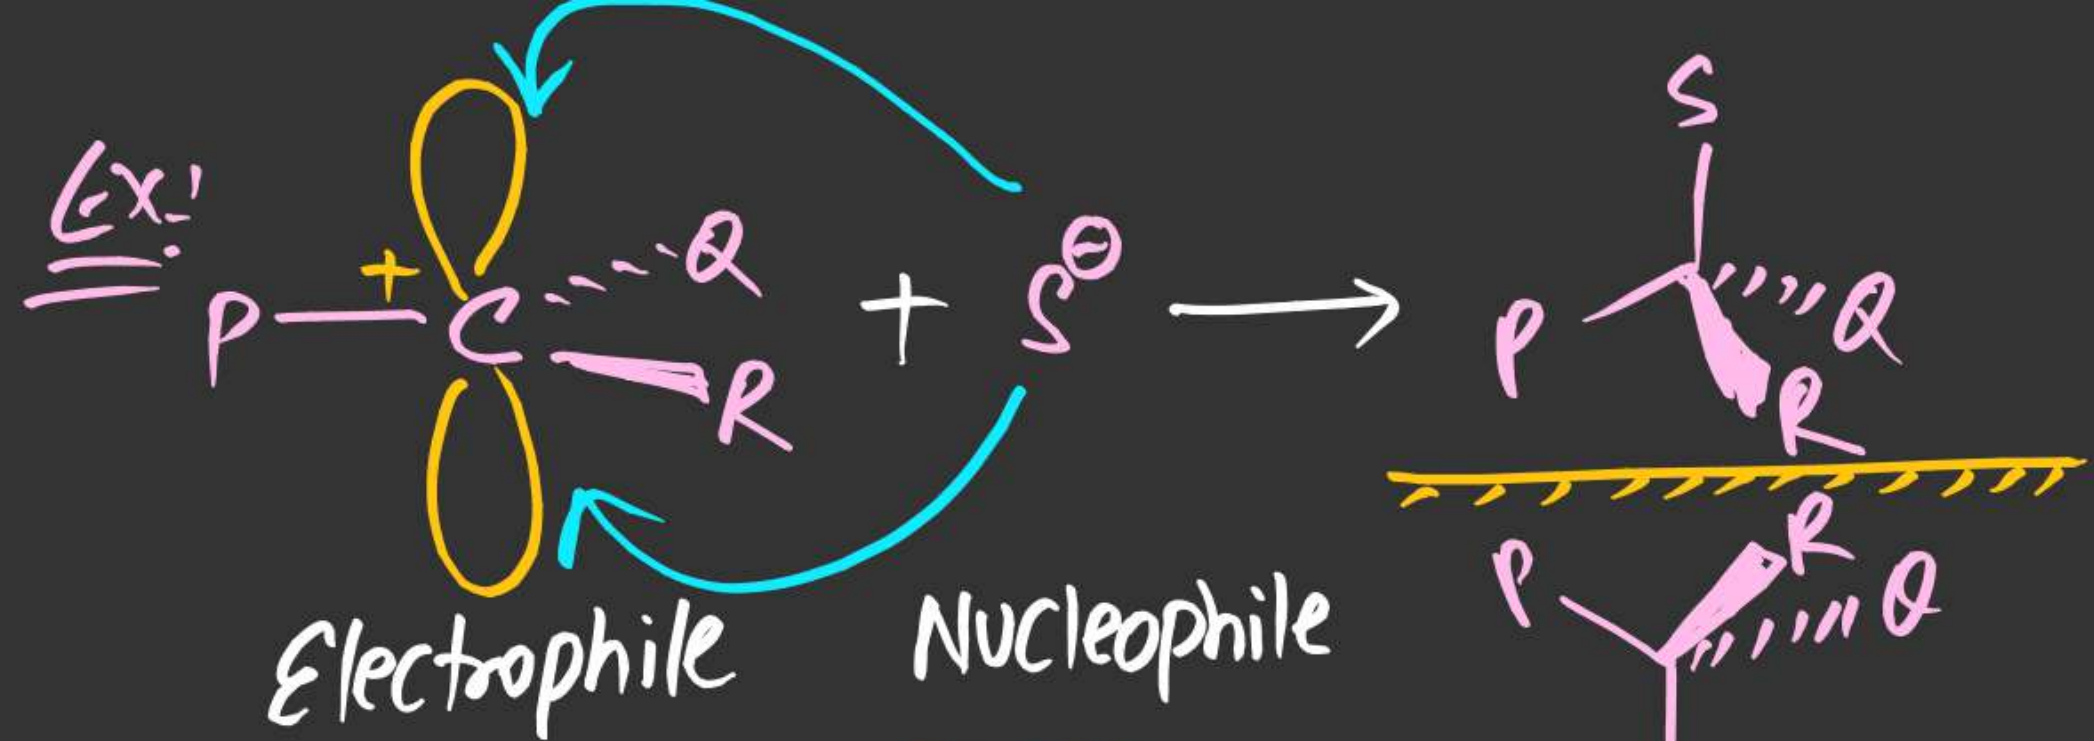 Ex:
P — C + Q R + S⊖ → S P Q R
P R Q
Electrophile Nucleophile